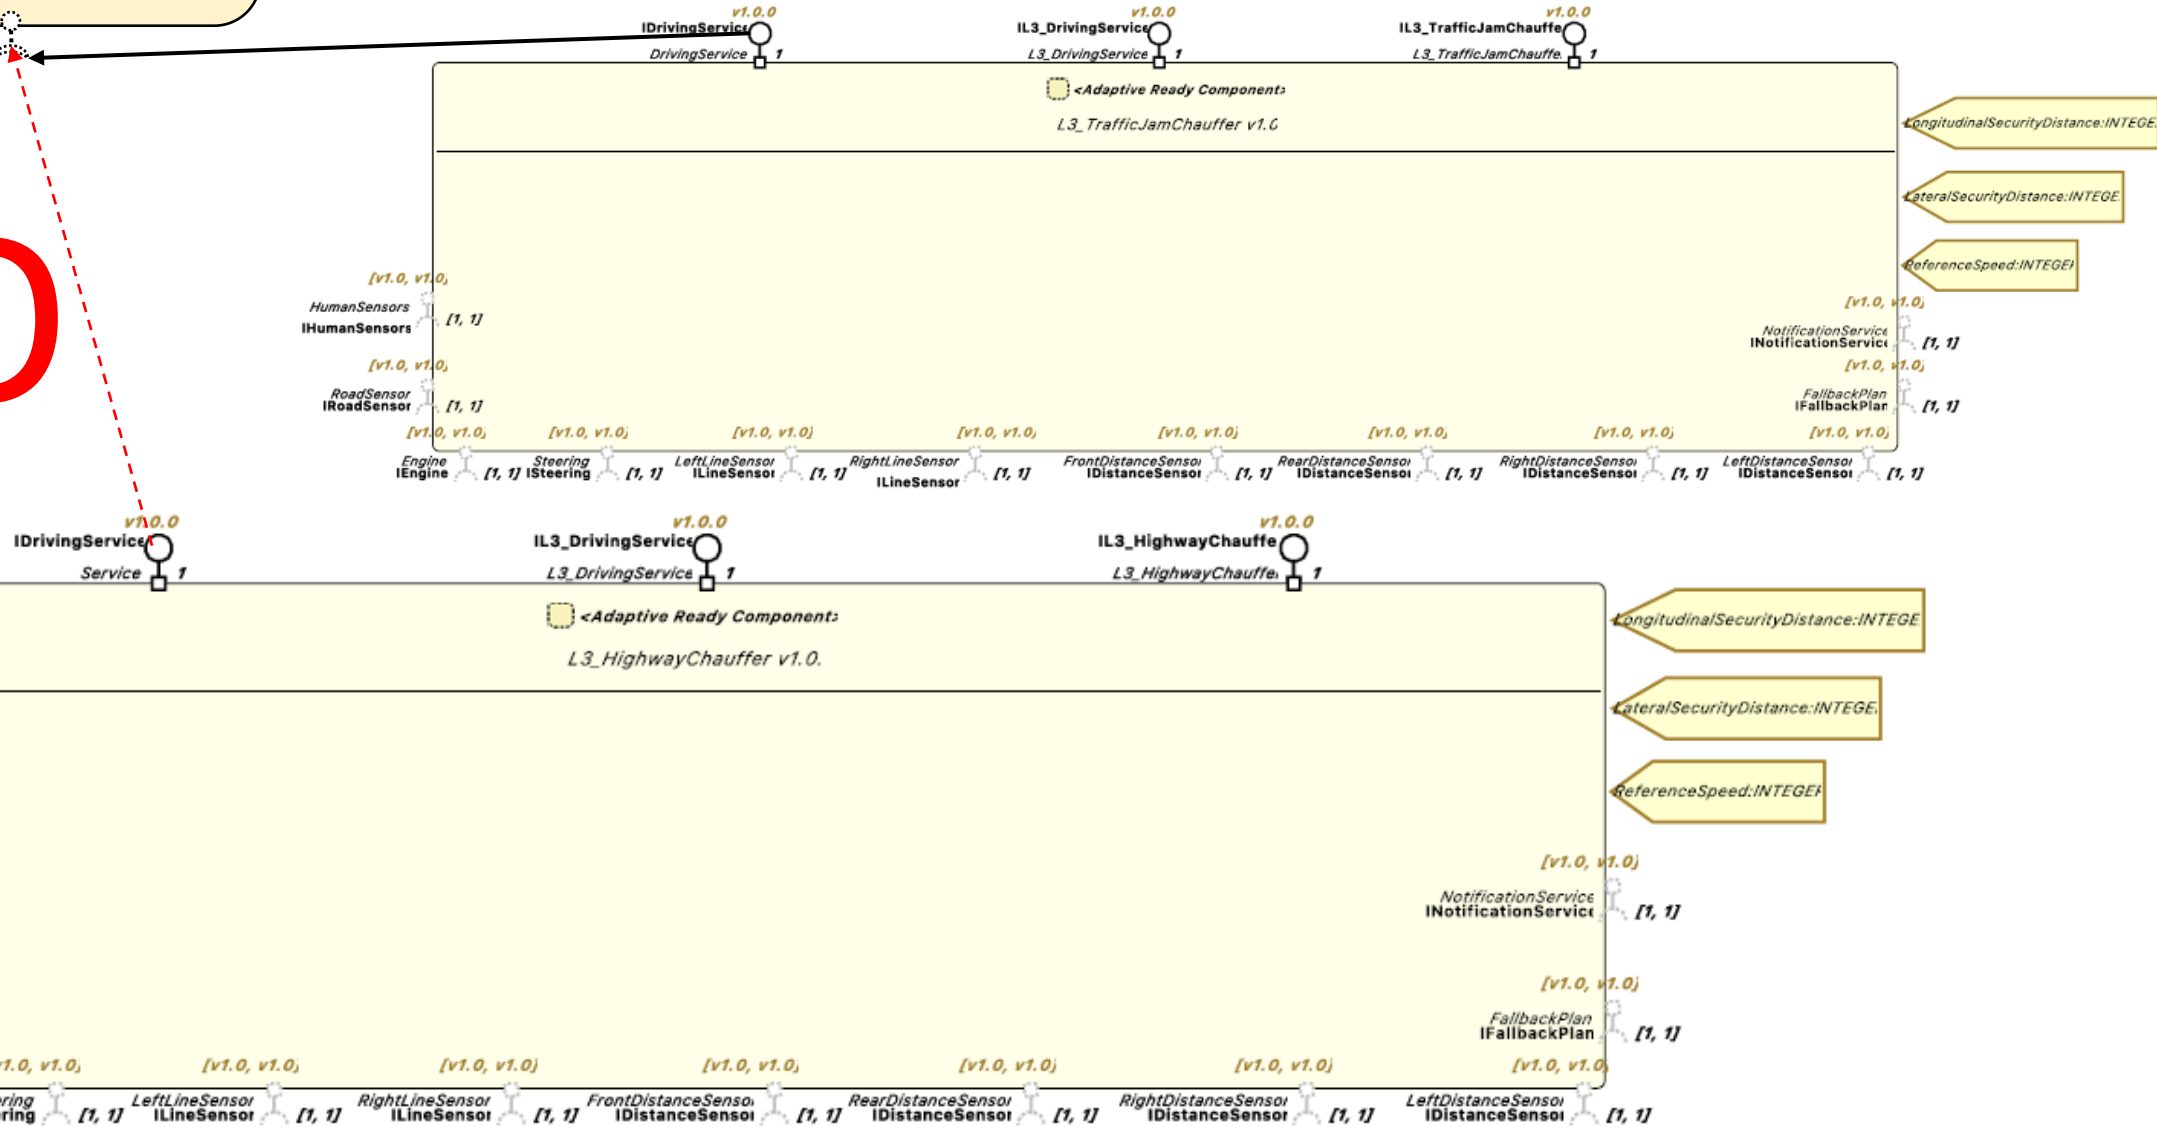 v1.0.0 v1.0.0 v1.0.0
IDrivingService IL3_DrivingService IL3_TrafficJamChauffe
DrivingService 1 L3_DrivingService 1 L3_TrafficJamChauffe 1
<Adaptive Ready Component>
L3_TrafficJamChauffer v1.0
LongitudinalSecurityDistance:INTEGE
LateralSecurityDistance:INTEGE
ReferenceSpeed:INTEGER
[v1.0, v1.0]
HumanSensors
IHumanSensors [1, 1]
[v1.0, v1.0]
NotificationService
INotificationService [1, 1]
[v1.0, v1.0]
RoadSensor
IRoadSensor [1, 1]
[v1.0, v1.0]
FallbackPlan
IFallbackPlan [1, 1]
[v1.0, v1.0] [v1.0, v1.0] [v1.0, v1.0] [v1.0, v1.0] [v1.0, v1.0] [v1.0, v1.0] [v1.0, v1.0] [v1.0, v1.0]
Engine Steering LeftLineSensor RightLineSensor FrontDistanceSensor RearDistanceSensor RightDistanceSensor LeftDistanceSensor
IEngine [1, 1] ISteering [1, 1] ILineSensor [1, 1] ILineSensor [1, 1] IDistanceSensor [1, 1] IDistanceSensor [1, 1] IDistanceSensor [1, 1] IDistanceSensor [1, 1]
v1.0.0 v1.0.0 v1.0.0
IDrivingService IL3_DrivingService IL3_HighwayChauffe
Service 1 L3_DrivingService 1 L3_HighwayChauffer 1
<Adaptive Ready Component>
L3_HighwayChauffer v1.0.
LongitudinalSecurityDistance:INTEGE
LateralSecurityDistance:INTEGE
ReferenceSpeed:INTEGER
[v1.0, v1.0]
NotificationService
INotificationService [1, 1]
[v1.0, v1.0]
FallbackPlan
IFallbackPlan [1, 1]
v1.0, v1.0] [v1.0, v1.0] [v1.0, v1.0] [v1.0, v1.0] [v1.0, v1.0] [v1.0, v1.0] [v1.0, v1.0]
ring LeftLineSensor RightLineSensor FrontDistanceSensor RearDistanceSensor RightDistanceSensor LeftDistanceSensor
ring [1, 1] ILineSensor [1, 1] ILineSensor [1, 1] IDistanceSensor [1, 1] IDistanceSensor [1, 1] IDistanceSensor [1, 1] IDistanceSensor [1, 1]